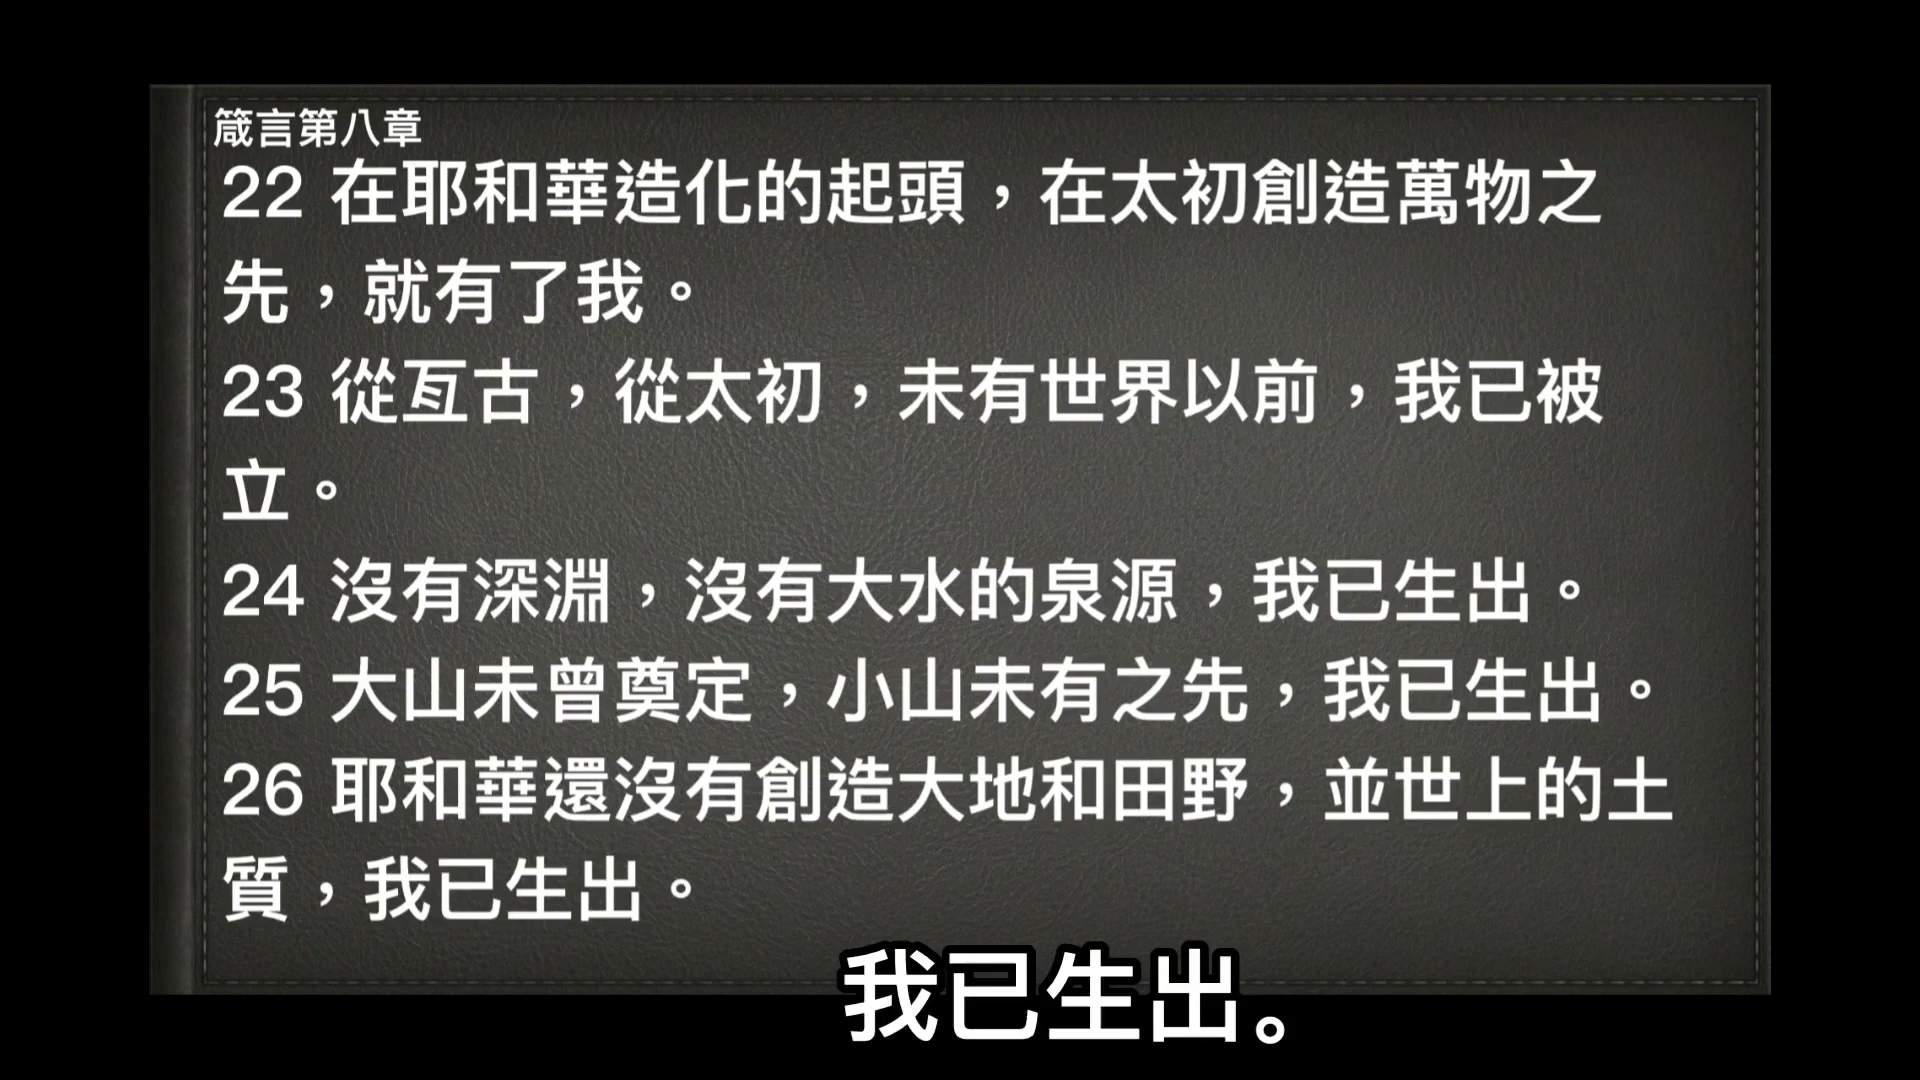 箴言第八章
22 在耶和華造化的起頭，在太初創造萬物之
先，就有了我。
23 從亙古，從太初，未有世界以前，我已被
立。
24 沒有深淵，沒有大水的泉源，我已生出。
25 大山未曾奠定，小山未有之先，我已生出。
26 耶和華還沒有創造大地和田野，並世上的土
質，我已生出。
我已生出。